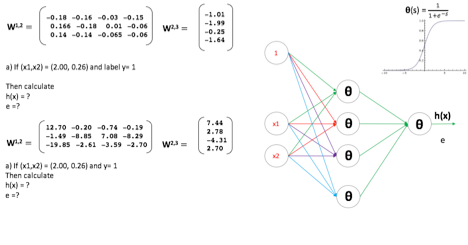 W1,2 = -0.18 -0.16 -0.03 -0.15
0.166 -0.18 0.01 -0.06
0.14 -0.14 -0.065 -0.06
W2,3 = -1.01
-1.99
-0.25
-1.64
a) If (x1,x2) = (2.00, 0.26) and label y= 1
Then calculate
h(x) = ?
e =?
W1,2 = 12.70 -0.20 -0.74 -0.19
-1.49 -8.85 7.08 -8.29
-19.85 -2.61 -3.59 -2.70
W2,3 = 7.44
2.78
-4.31
2.70
a) If (x1,x2) = (2.00, 0.26) and y= 1
Then calculate
h(x) = ?
e =?
θ(s) = 1
1+e⁻ˢ
1
x1
x2
θ
θ
θ
θ
θ
h(x)
e